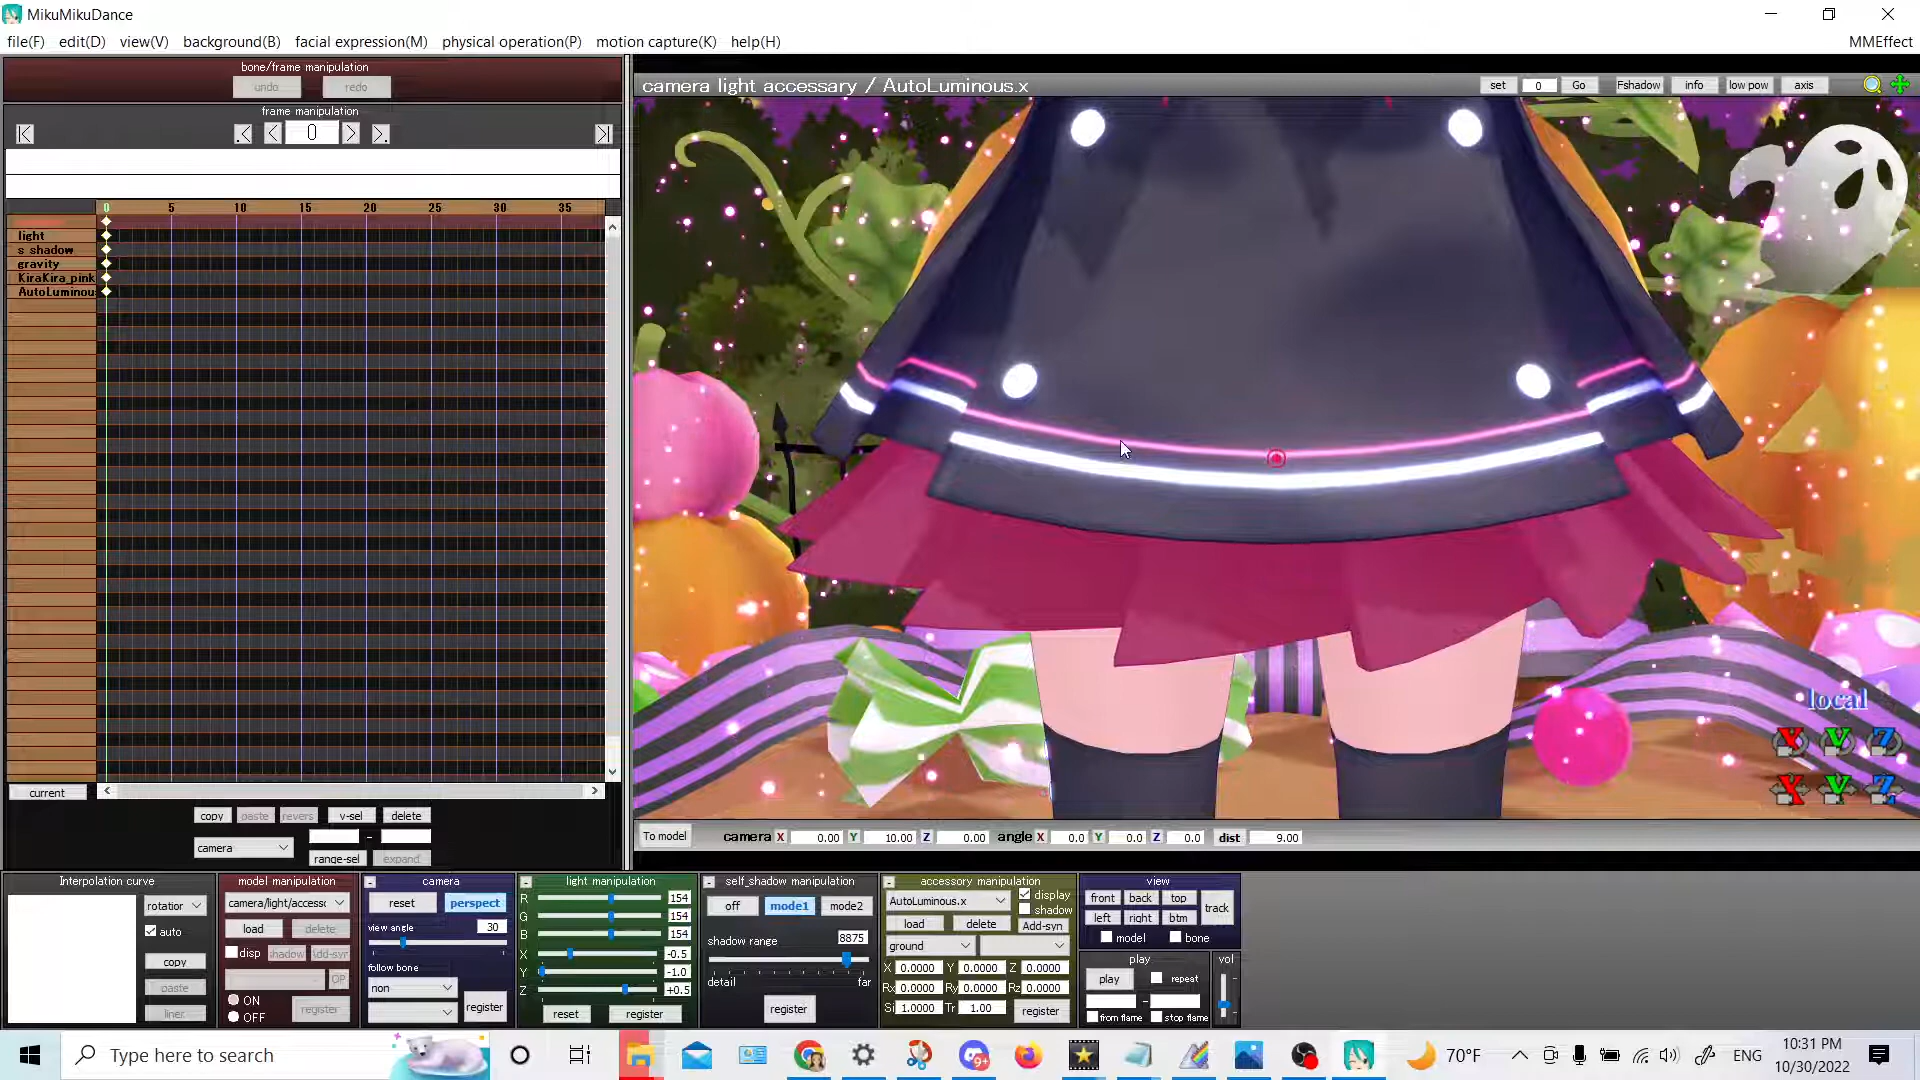 MikuMikuDance
file(F) edit(D) view(V) background(B) facial expression(M) physical operation(P) motion capture(K) help(H) MMEffect
bone/frame manipulation
undo redo
frame manipulation
0
0 5 10 15 20 25 30 35
light
s shadow
gravity
KiraKira_pink
AutoLuminou
current
copy paste revers v-sel delete
camera -
range-sel expand
camera light accessary / AutoLuminous.x set 0 Go Fshadow info low pow axis
local
X Y Z
X Y Z
To model camera X 0.00 Y 10.00 Z 0.00 angle X 0.0 Y 0.0 Z 0.0 dist 9.00
Interpolation curve
rotatior
auto
copy
paste
liner
model manipulation
camera/light/access
load delete
disp shadow Add-syn
OP
ON
OFF
register
camera
reset perspect
view angle 30
follow bone
non
register
light manipulation
R 154
G 154
B 154
X -0.5
Y -1.0
Z +0.5
reset register
self_shadow manipulation
off mode1 mode2
shadow range 8875
detail far
register
accessory manipulation
AutoLuminous.x display
shadow
load delete Add-syn
ground
X 0.0000 Y 0.0000 Z 0.0000
Rx 0.0000 Ry 0.0000 Rz 0.0000
Si 1.0000 Tr 1.00 register
view
front back top
left right btm
track
model bone
play
play repeat
-
from flame stop flame
vol
Type here to search
9+
70°F
ENG
10:31 PM
10/30/2022